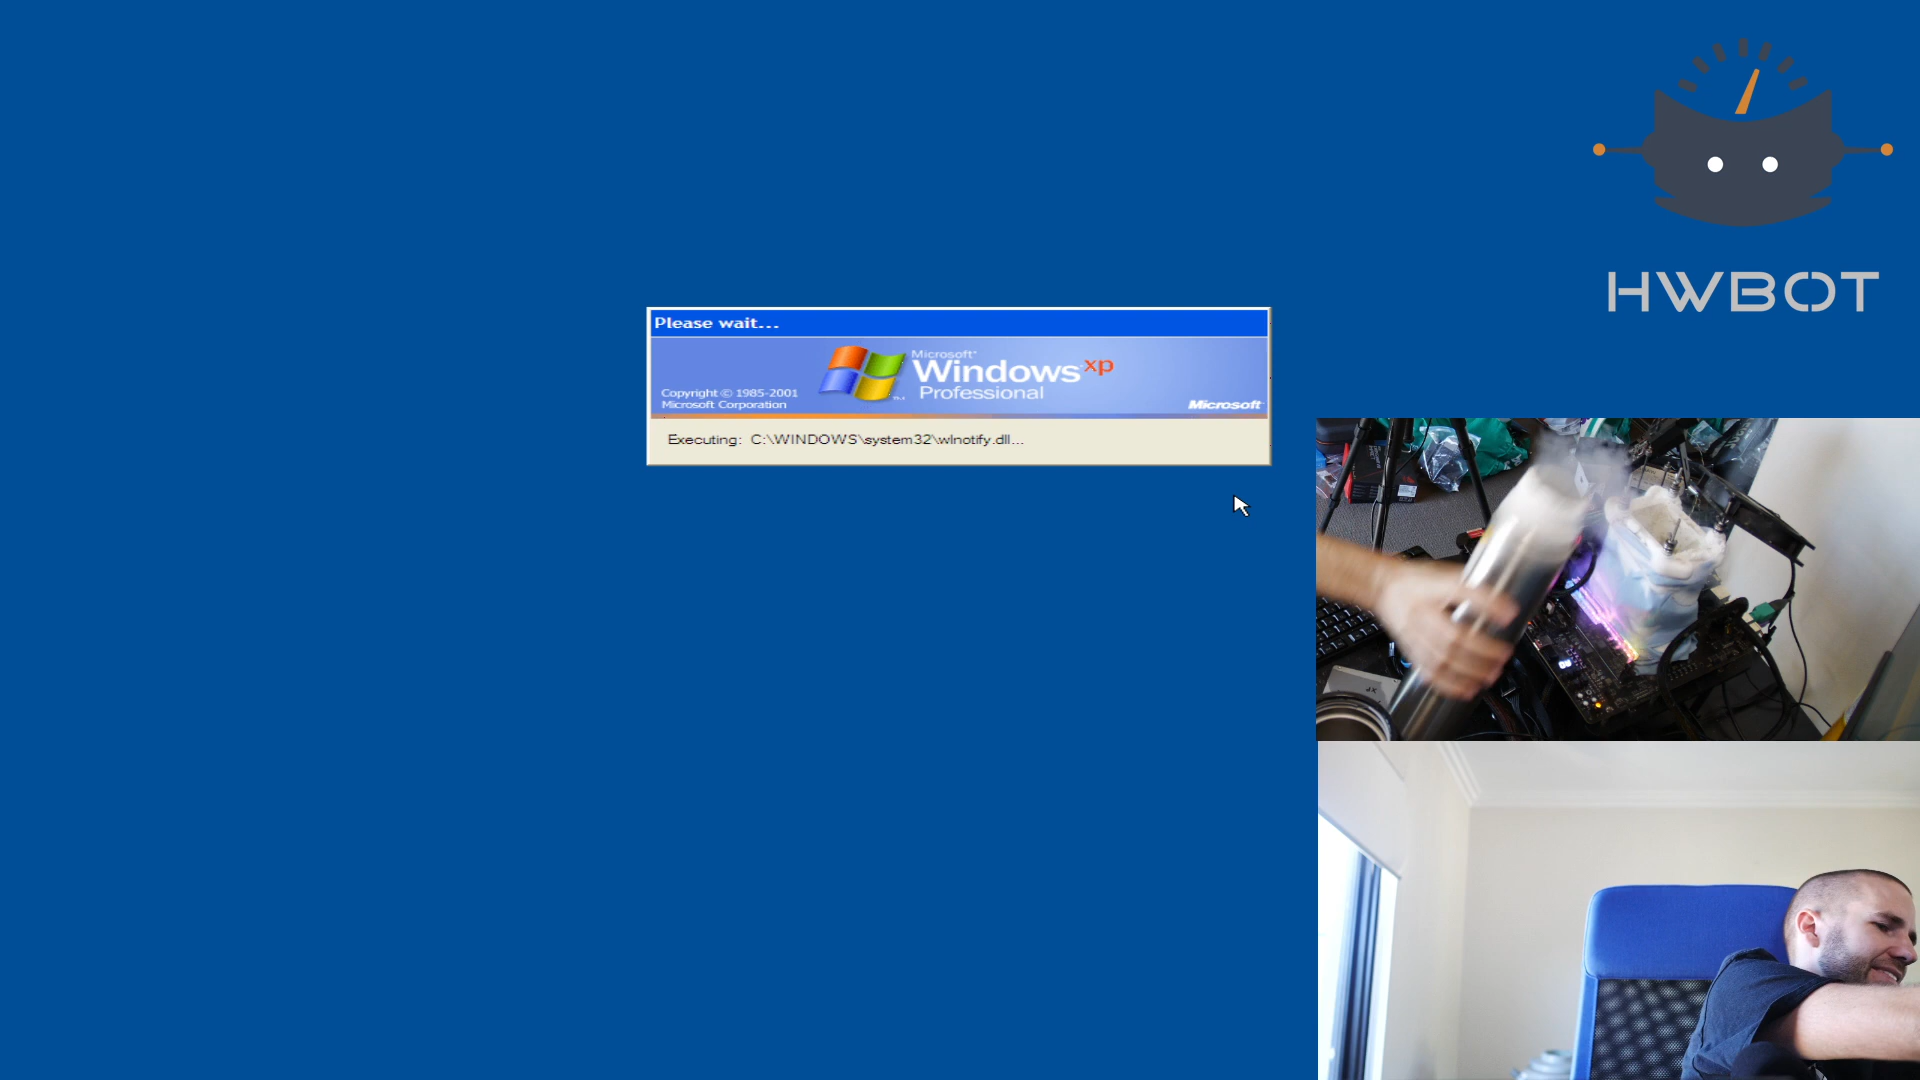 HWBOT
Please wait...
Microsoft®
Windows xp
Professional
Copyright © 1985-2001
Microsoft Corporation
Microsoft
Executing: C:\WINDOWS\system32\wlnotify.dll...